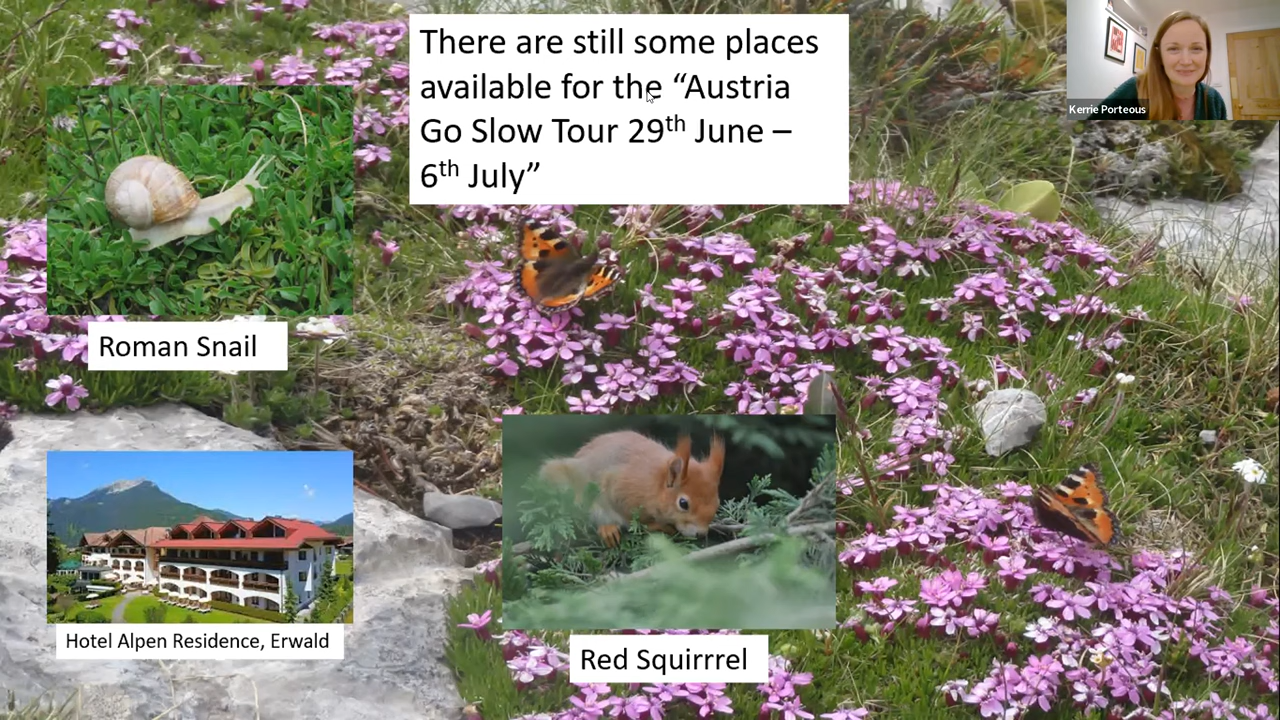 There are still some places
available for the “Austria
Go Slow Tour 29th June –
6th July”
Kerrie Porteous
Roman Snail
Hotel Alpen Residence, Erwald
Red Squirrrel